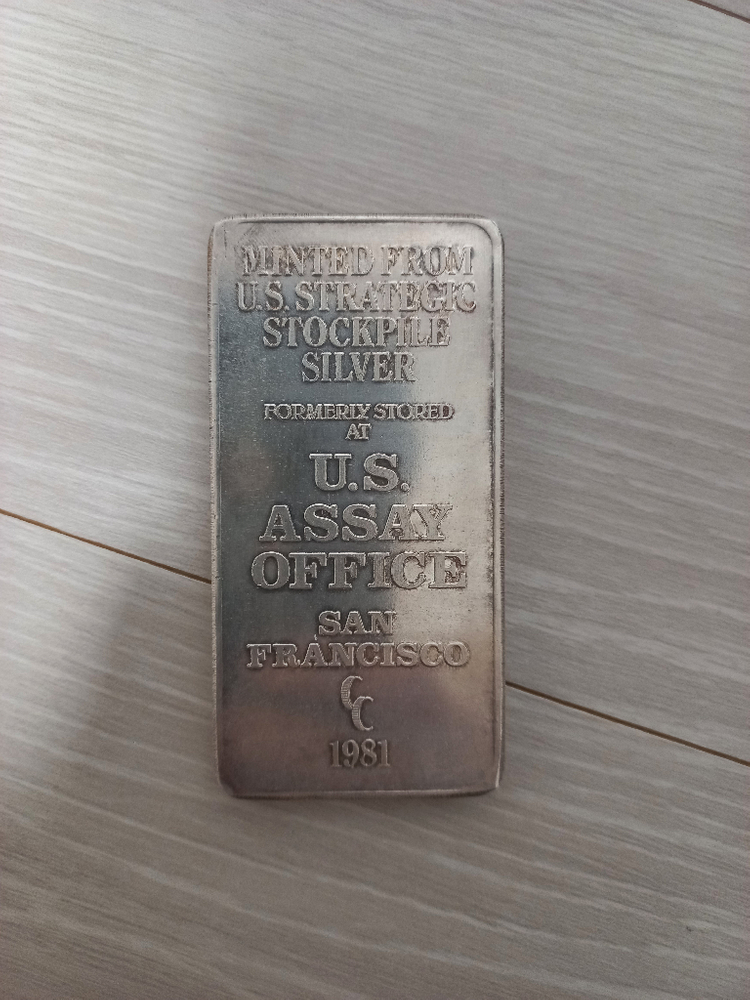 MINTED FROM
U.S. STRATEGIC
STOCKPILE
SILVER
FORMERLY STORED
AT
U.S.
ASSAY
OFFICE
SAN
FRANCISCO
CC
1981